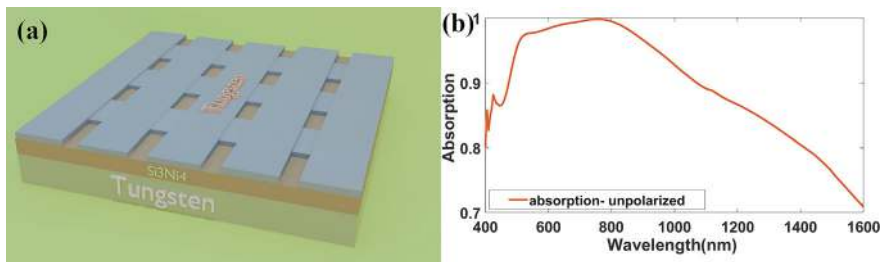 (a)
Tungsten
Si3Ni4
Tungsten
(b)
1
0.9
0.8
0.7
Absorption
absorption- unpolarized
400 600 800 1000 1200 1400 1600
Wavelength(nm)